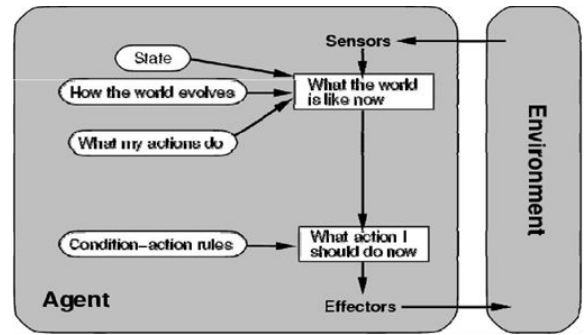 Sensors
State
What the world
is like now
How the world evolves
What my actions do
Environment
Condition-action rules
What action I
should do now
Agent
Effectors